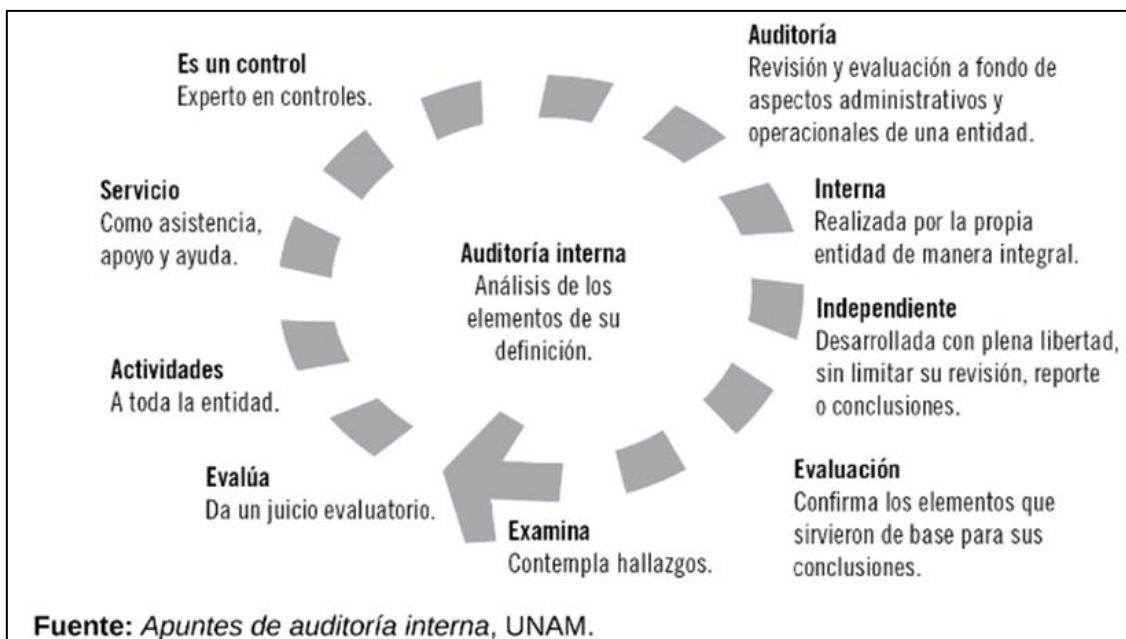 Auditoría
Revisión y evaluación a fondo de
aspectos administrativos y
operacionales de una entidad.
Interna
Realizada por la propia
entidad de manera integral.
Independiente
Desarrollada con plena libertad,
sin limitar su revisión, reporte
o conclusiones.
Evaluación
Confirma los elementos que
sirvieron de base para sus
conclusiones.
Examina
Contempla hallazgos.
Evalúa
Da un juicio evaluatorio.
Actividades
A toda la entidad.
Servicio
Como asistencia,
apoyo y ayuda.
Es un control
Experto en controles.
Auditoría interna
Análisis de los
elementos de su
definición.
Fuente: Apuntes de auditoría interna, UNAM.